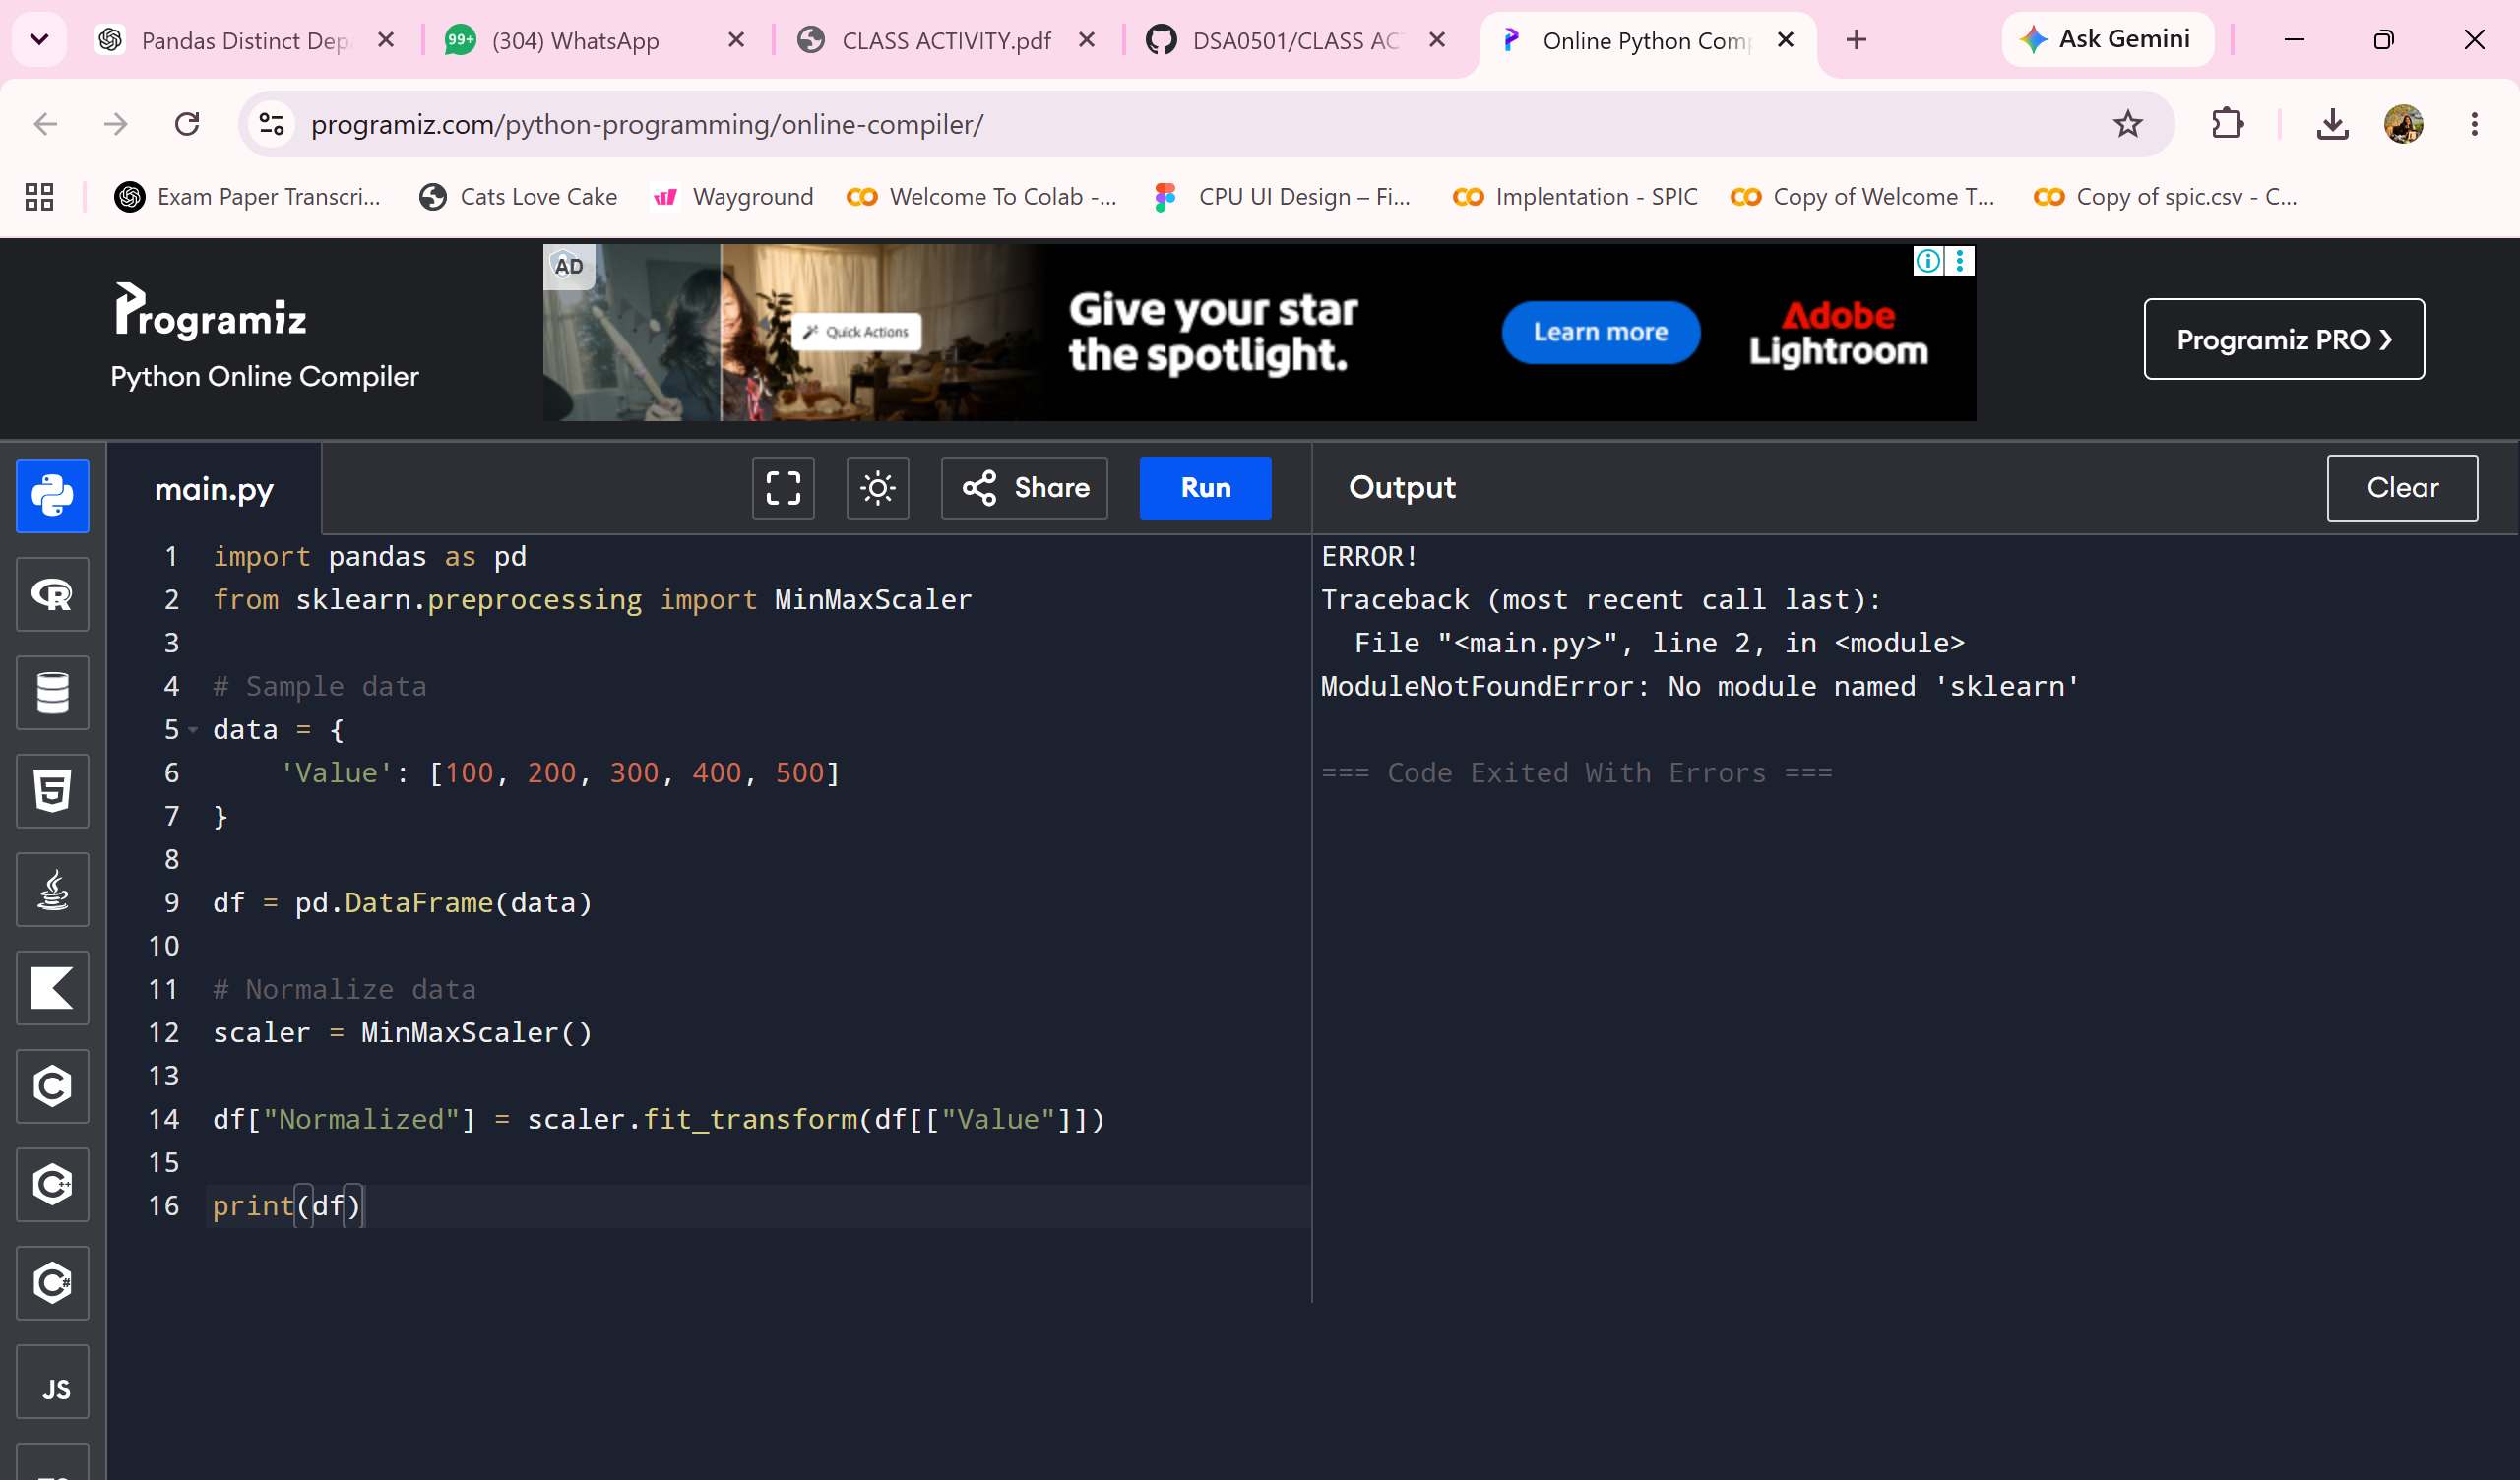 Pandas Distinct Dep
99+
(304) WhatsApp
CLASS ACTIVITY.pdf
DSA0501/CLASS AC
Online Python Comp
Ask Gemini
programiz.com/python-programming/online-compiler/
Exam Paper Transcri...
Cats Love Cake
Wayground
Welcome To Colab -...
CPU UI Design – Fi...
Implentation - SPIC
Copy of Welcome T...
Copy of spic.csv - C...
Programiz
Python Online Compiler
AD
Quick Actions
Give your star
the spotlight.
Learn more
Adobe
Lightroom
Programiz PRO ❯
main.py
Share
Run
Output
Clear
1 import pandas as pd
2 from sklearn.preprocessing import MinMaxScaler
3
4 # Sample data
5 data = {
6     'Value': [100, 200, 300, 400, 500]
7 }
8
9 df = pd.DataFrame(data)
10
11 # Normalize data
12 scaler = MinMaxScaler()
13
14 df["Normalized"] = scaler.fit_transform(df[["Value"]])
15
16 print(df)
ERROR!
Traceback (most recent call last):
  File "<main.py>", line 2, in <module>
ModuleNotFoundError: No module named 'sklearn'
=== Code Exited With Errors ===
R
5
C
C++
C#
JS